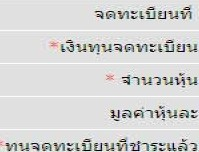 จดทะเบียนที่
*เงินทุนจดทะเบียน
* จำนวนหุ้น
มูลค่าหุ้นละ
*ทุนจดทะเบียนที่ชำระแล้ว